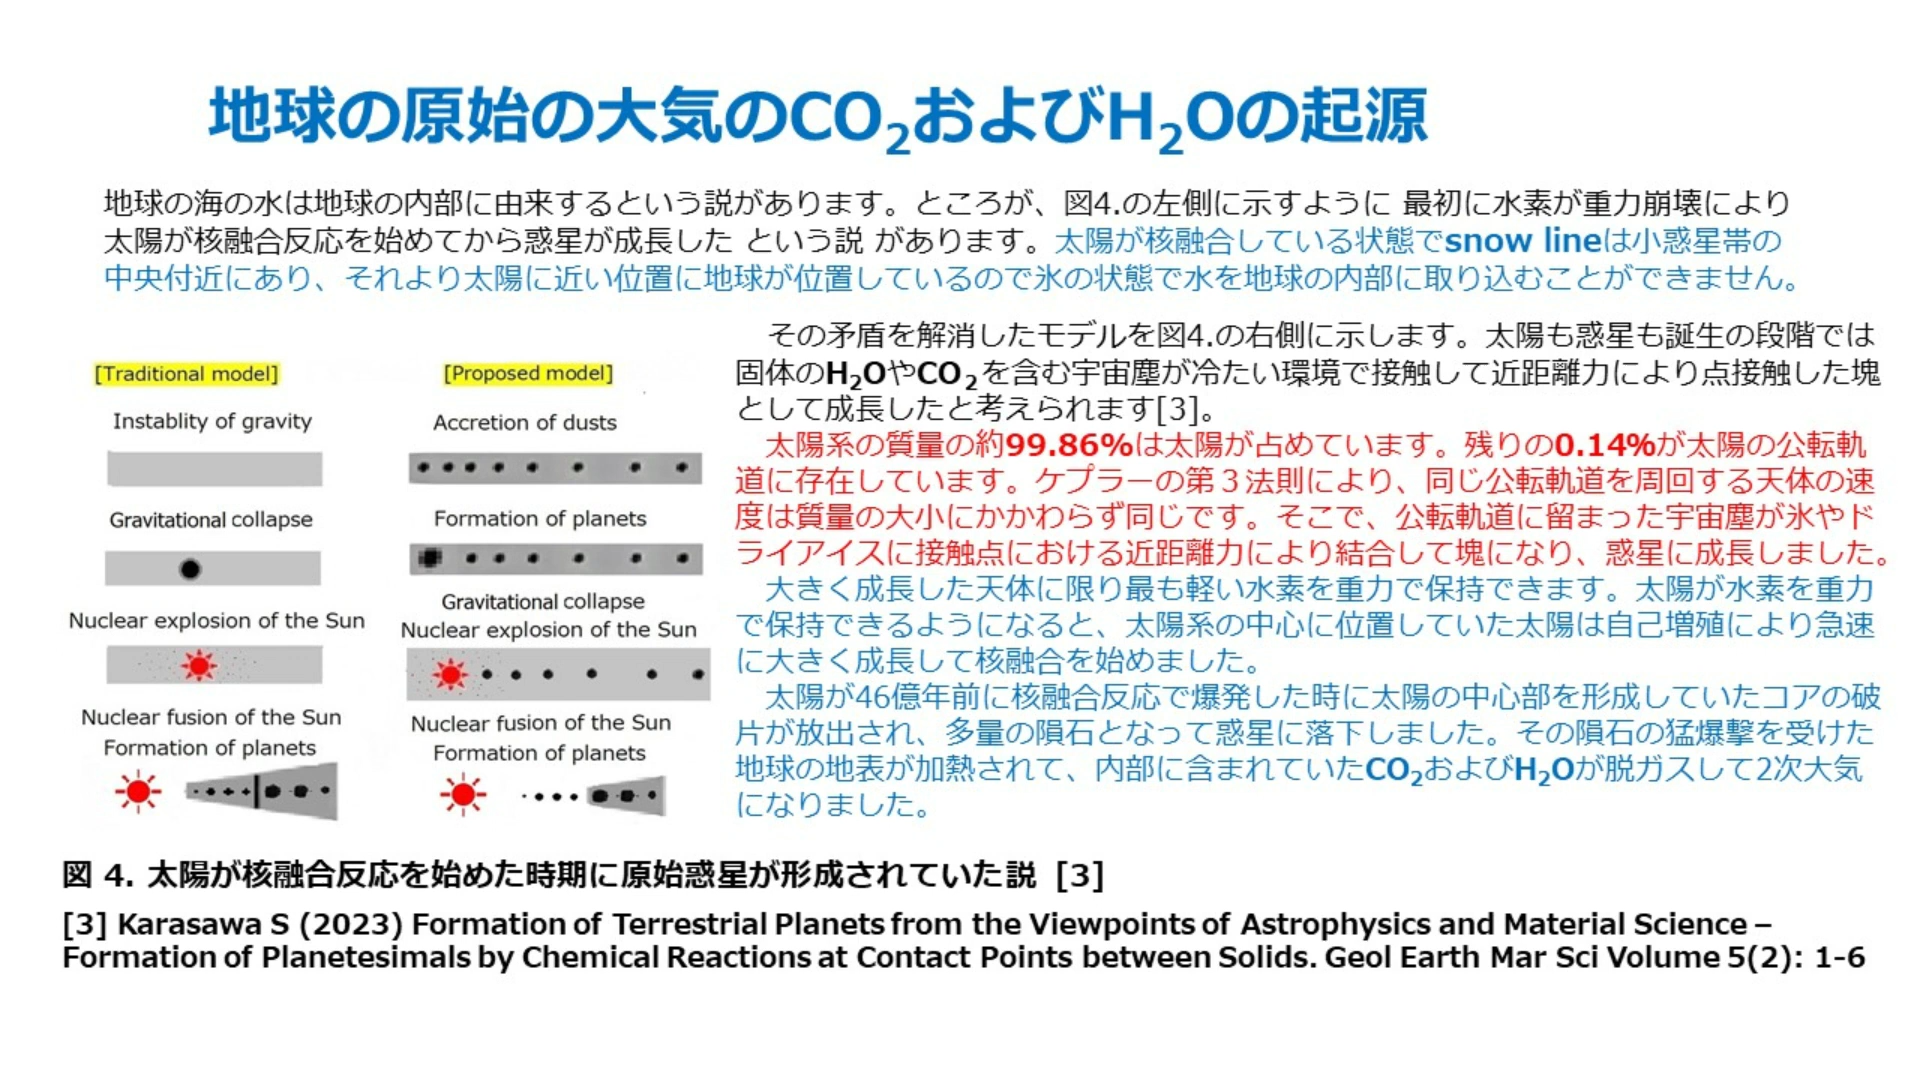 地球の原始の大気のCO2およびH2Oの起源
地球の海の水は地球の内部に由来するという説があります。ところが、図4.の左側に示すように 最初に水素が重力崩壊により
太陽が核融合反応を始めてから惑星が成長した という説 があります。太陽が核融合している状態でsnow lineは小惑星帯の
中央付近にあり、それより太陽に近い位置に地球が位置しているので氷の状態で水を地球の内部に取り込むことができません。
[Traditional model]
Instablity of gravity
Gravitational collapse
Nuclear explosion of the Sun
Nuclear fusion of the Sun
Formation of planets
[Proposed model]
Accretion of dusts
Formation of planets
Gravitational collapse
Nuclear explosion of the Sun
Nuclear fusion of the Sun
Formation of planets
その矛盾を解消したモデルを図4.の右側に示します。太陽も惑星も誕生の段階では
固体のH2OやCO2を含む宇宙塵が冷たい環境で接触して近距離力により点接触した塊
として成長したと考えられます[3]。
太陽系の質量の約99.86%は太陽が占めています。残りの0.14%が太陽の公転軌
道に存在しています。ケプラーの第３法則により、同じ公転軌道を周回する天体の速
度は質量の大小にかかわらず同じです。そこで、公転軌道に留まった宇宙塵が氷やド
ライアイスに接触点における近距離力により結合して塊になり、惑星に成長しました。
大きく成長した天体に限り最も軽い水素を重力で保持できます。太陽が水素を重力
で保持できるようになると、太陽系の中心に位置していた太陽は自己増殖により急速
に大きく成長して核融合を始めました。
太陽が46億年前に核融合反応で爆発した時に太陽の中心部を形成していたコアの破
片が放出され、多量の隕石となって惑星に落下しました。その隕石の猛爆撃を受けた
地球の地表が加熱されて、内部に含まれていたCO2およびH2Oが脱ガスして2次大気
になりました。
図 4. 太陽が核融合反応を始めた時期に原始惑星が形成されていた説 [3]
[3] Karasawa S (2023) Formation of Terrestrial Planets from the Viewpoints of Astrophysics and Material Science –
Formation of Planetesimals by Chemical Reactions at Contact Points between Solids. Geol Earth Mar Sci Volume 5(2): 1-6